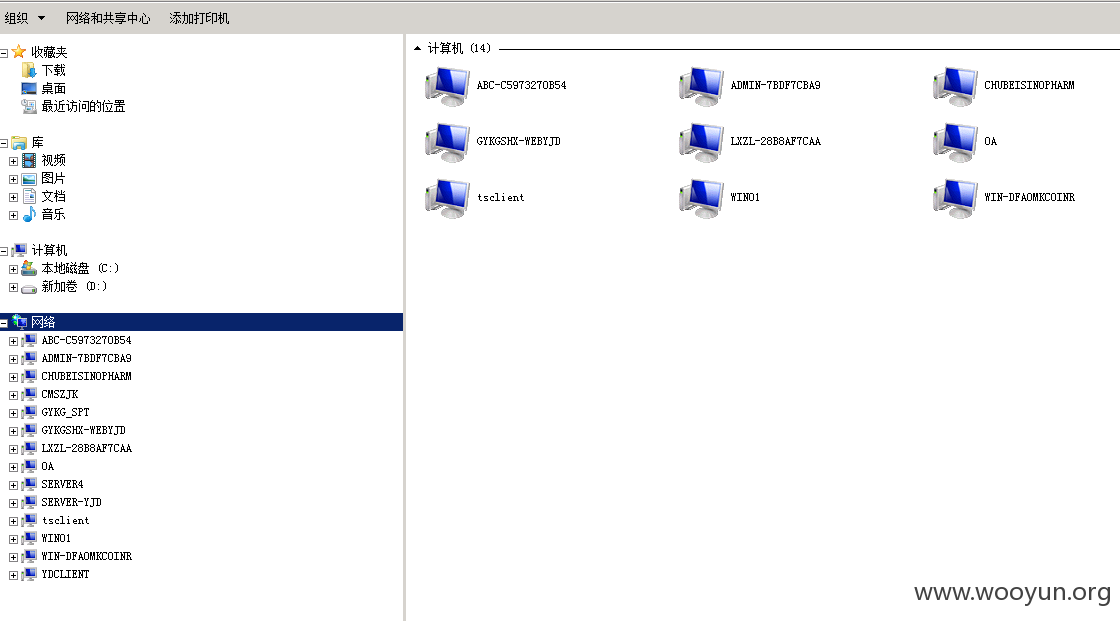 组织 网络和共享中心 添加打印机
收藏夹
下载
桌面
最近访问的位置
库
视频
图片
文档
音乐
计算机
本地磁盘 (C:)
新加卷 (D:)
网络
ABC-C5973270B54
ADMIN-7BDF7CBA9
CHUBEISINOPHARM
CMSZJK
GYKG_SPT
GYKGSHX-WEBYJD
LXZL-28B8AF7CAA
OA
SERVER4
SERVER-YJD
tsclient
WIN01
WIN-DFAOMKCOINR
YDCLIENT
计算机 (14)
ABC-C5973270B54 ADMIN-7BDF7CBA9 CHUBEISINOPHARM
GYKGSHX-WEBYJD LXZL-28B8AF7CAA OA
tsclient WIN01 WIN-DFAOMKCOINR
www.wooyun.org